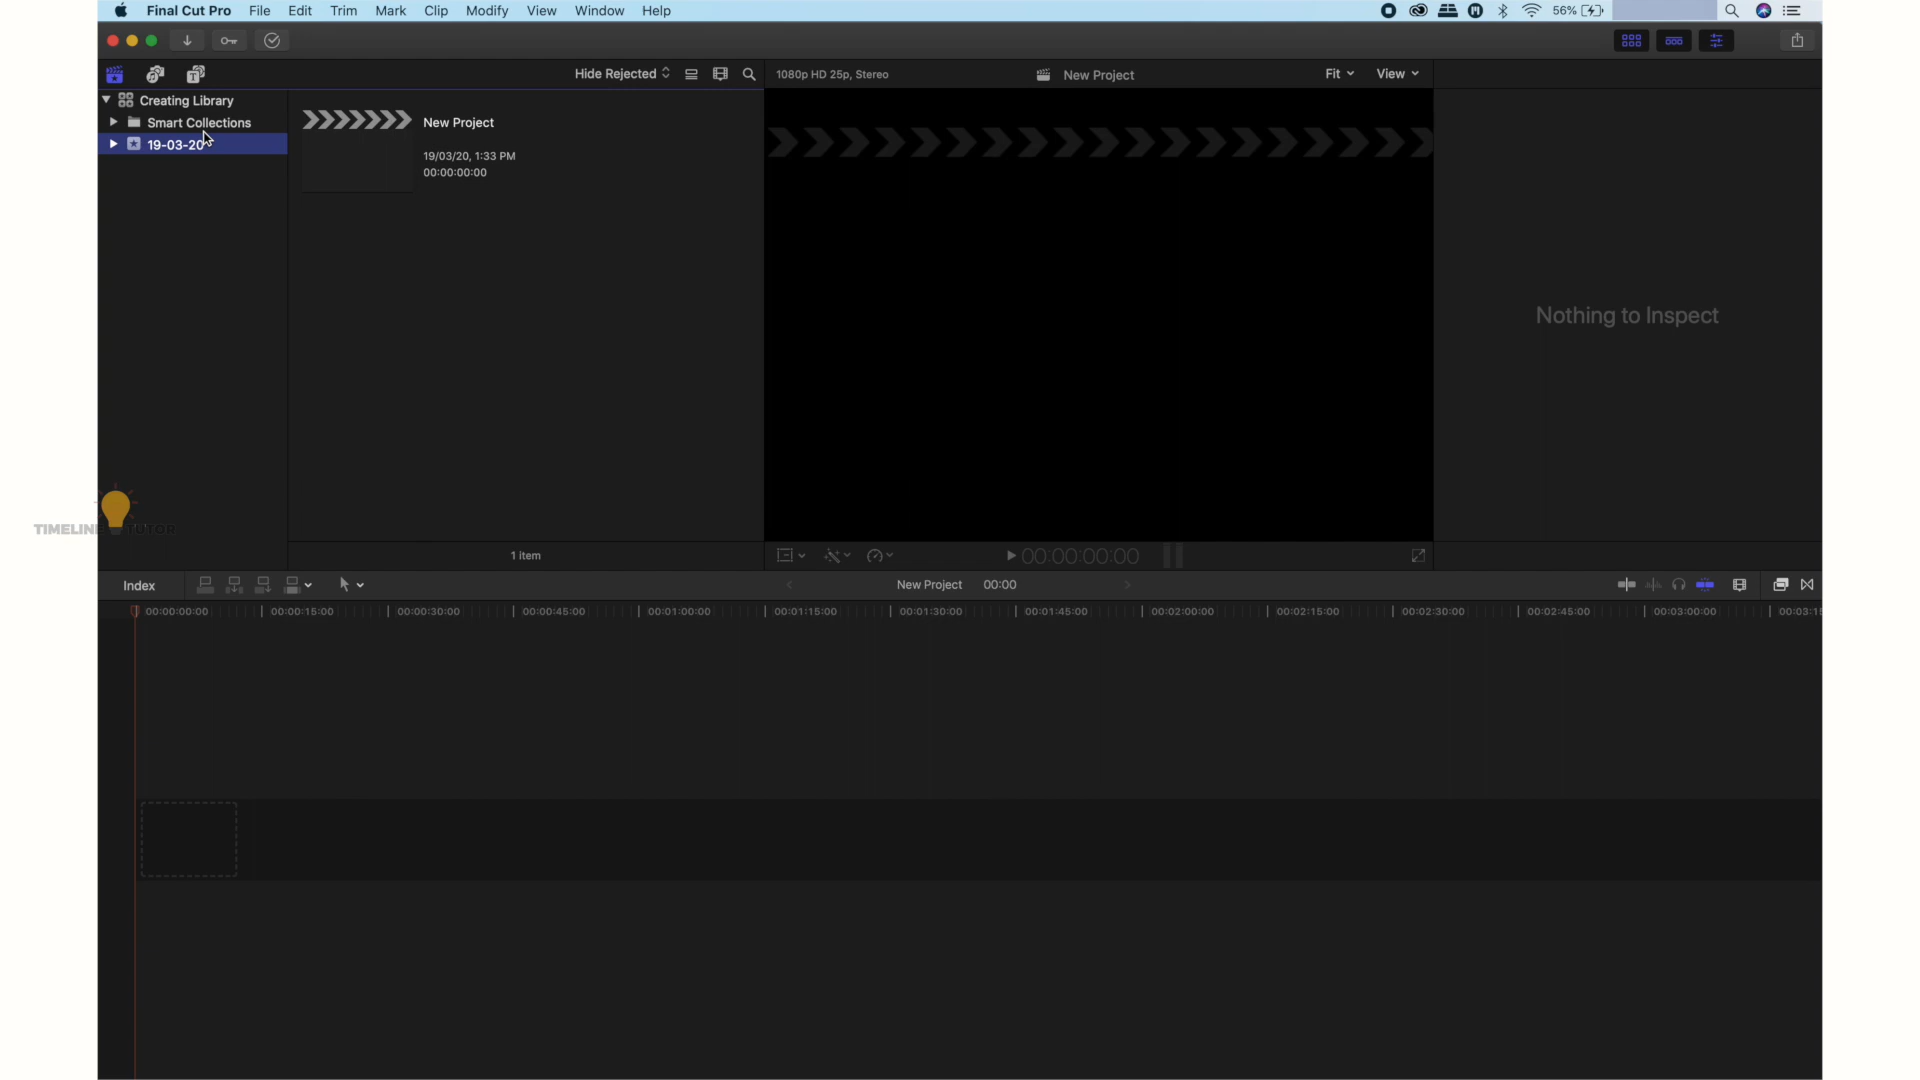 Final Cut Pro File Edit Trim Mark Clip Modify View Window Help 56%
Hide Rejected 1080p HD 25p, Stereo New Project Fit View
Creating Library
Smart Collections
19-03-20
New Project
19/03/20, 1:33 PM
00:00:00:00
Nothing to Inspect
TIMELINE TUTOR
1 item
00:00:00:00
Index New Project 00:00
00:00:00:00 00:00:15:00 00:00:30:00 00:00:45:00 00:01:00:00 00:01:15:00 00:01:30:00 00:01:45:00 00:02:00:00 00:02:15:00 00:02:30:00 00:02:45:00 00:03:00:00 00:03:15